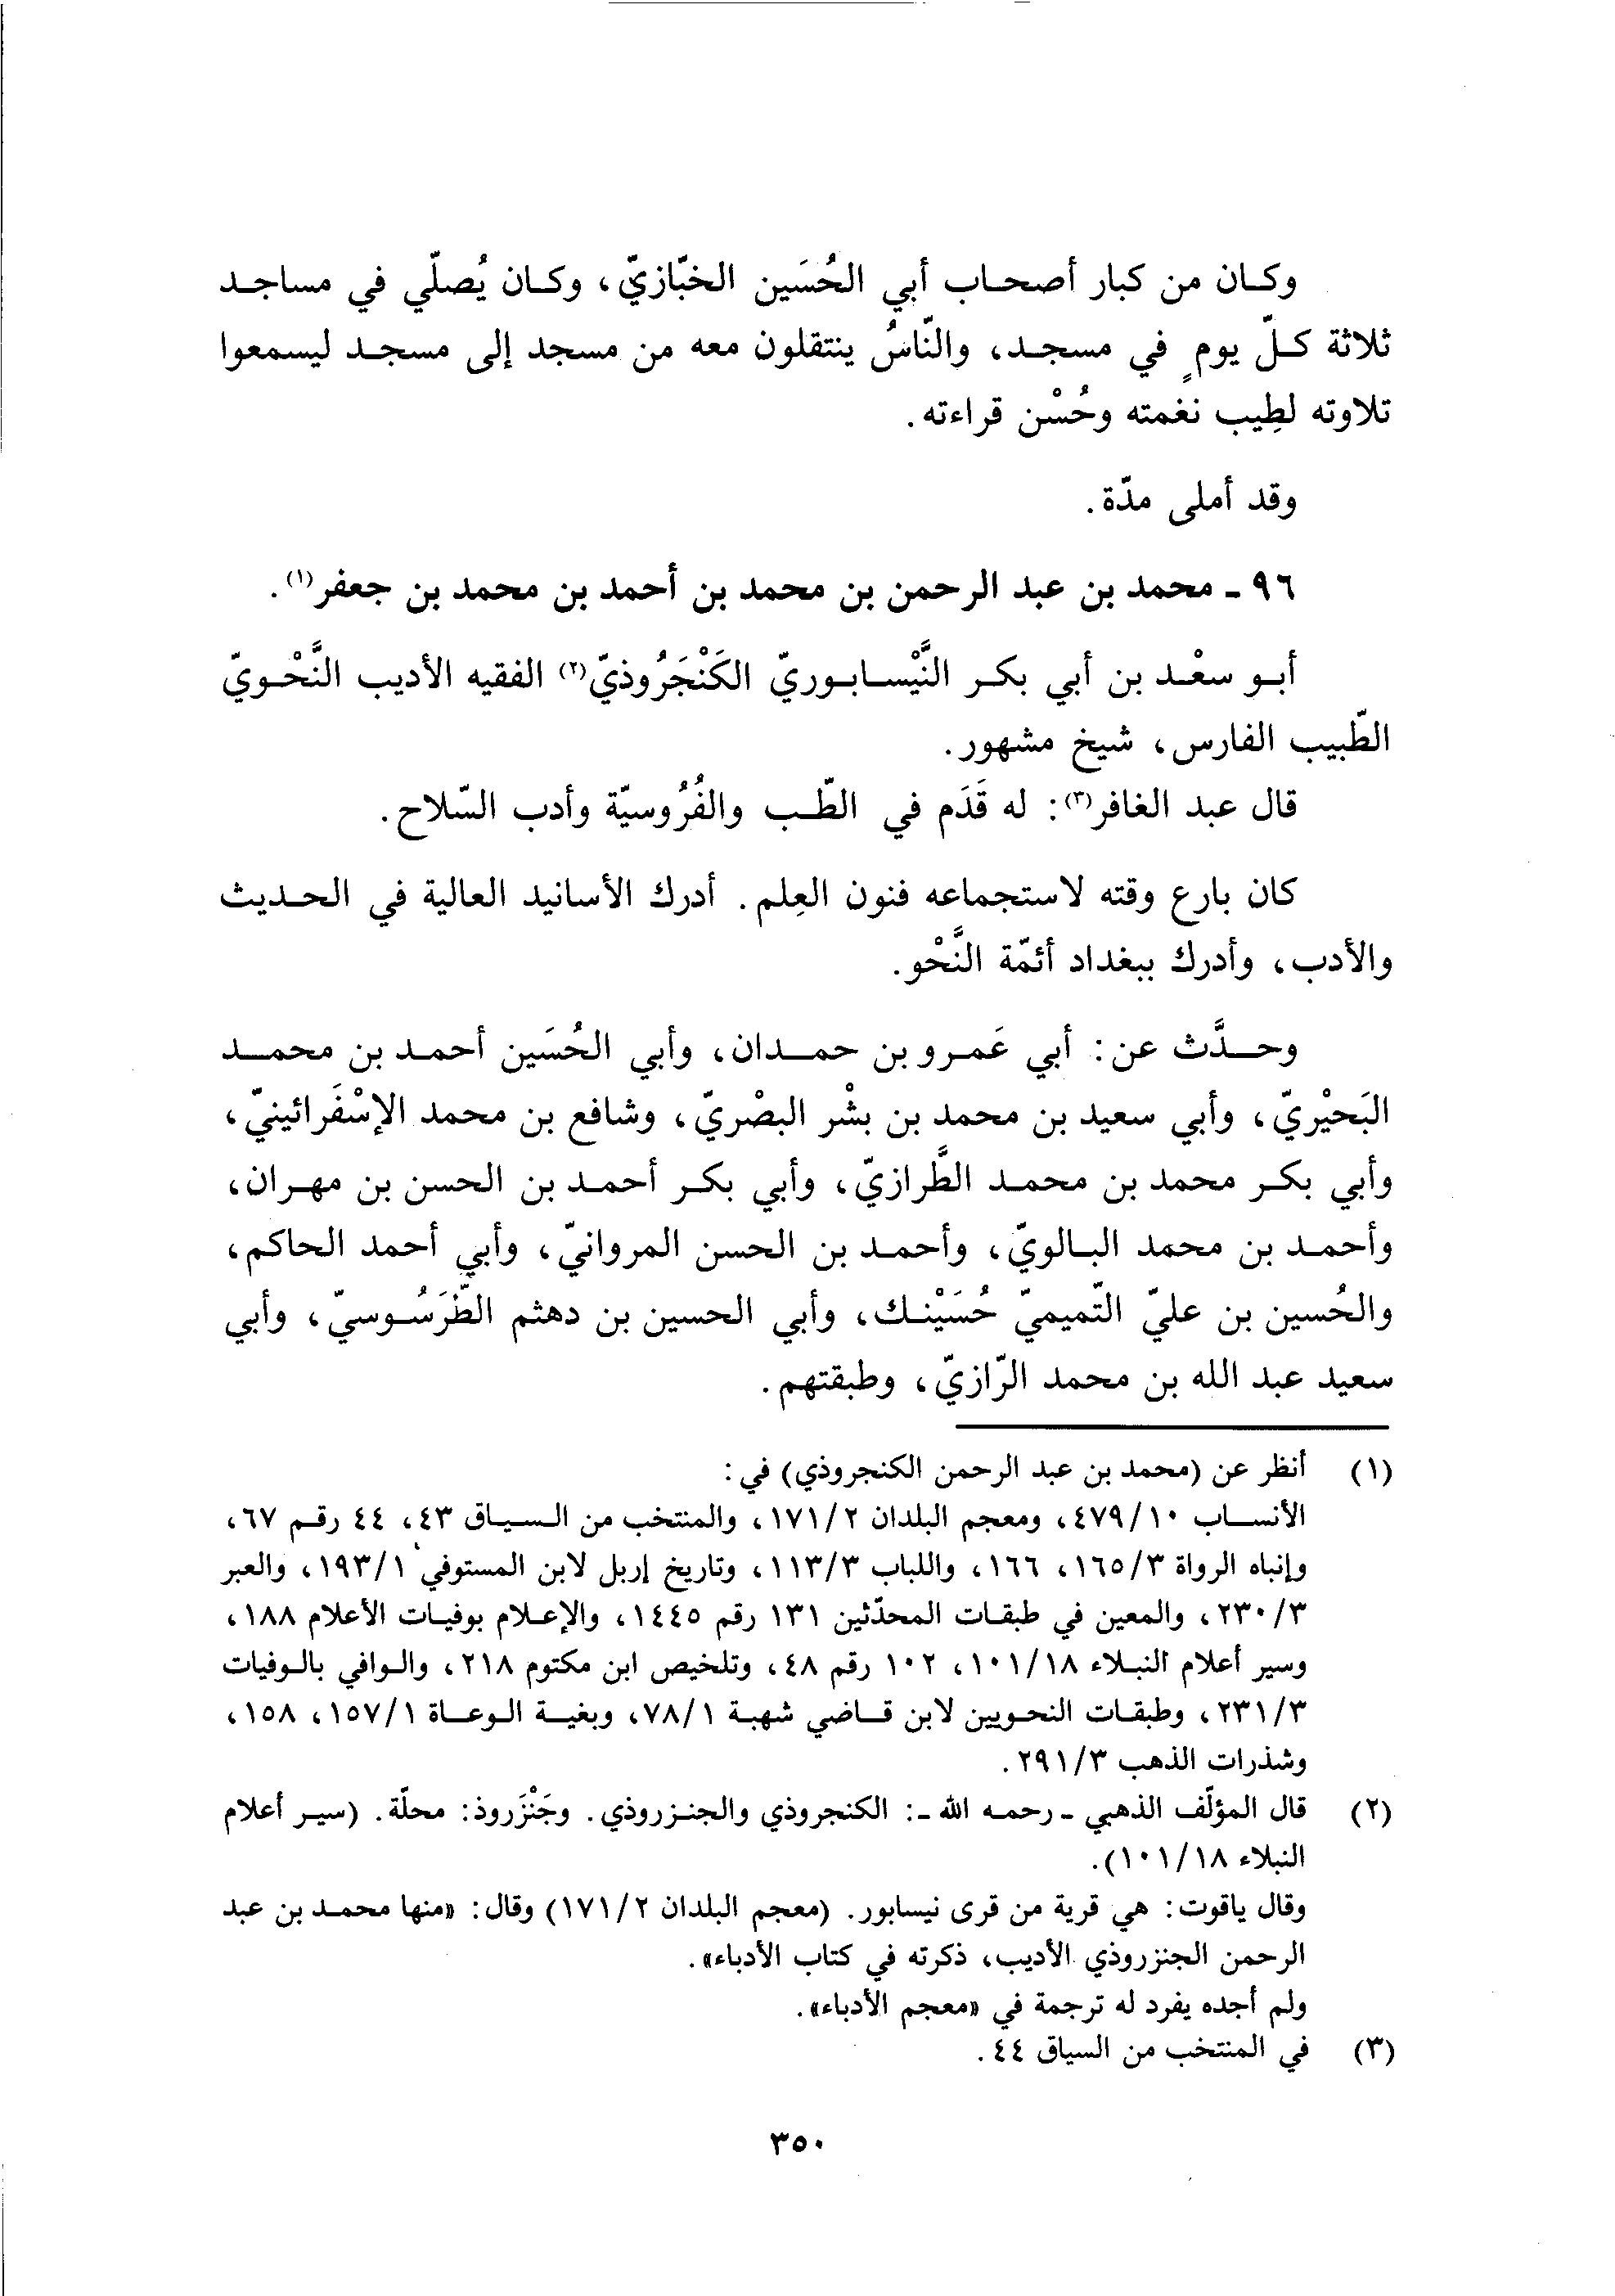 وكان من كبار أصحاب أبي الحُسَين الخبّازيّ، وكان يُصلّي في مساجد
ثلاثة كلّ يومٍ في مسجد، والنّاسُ ينتقلون معه من مسجد إلى مسجد ليسمعوا
تلاوته لطِيب نغمته وحُسْن قراءته.
وقد أملى مدّة.
٩٦ - محمد بن عبد الرحمن بن محمد بن أحمد بن محمد بن جعفر(١).
أبو سعْد بن أبي بكر النَّيْسابوريّ الكَنْجَرُوذيّ(٢) الفقيه الأديب النَّحْويّ
الطّبيب الفارس، شيخ مشهور.
قال عبد الغافر(٣): له قَدَم في الطّب والفُرُوسيّة وأدب السّلاح.
كان بارع وقته لاستجماعه فنون العِلم. أدرك الأسانيد العالية في الحديث
والأدب، وأدرك ببغداد أئمّة النَّحْو.
وحدَّث عن: أبي عَمرو بن حمدان، وأبي الحُسَين أحمد بن محمد
البَحيْريّ، وأبي سعيد بن محمد بن بشْر البصْريّ، وشافع بن محمد الإسْفَرائينيّ،
وأبي بكر محمد بن محمد الطَّرازيّ، وأبي بكر أحمد بن الحسن بن مهران،
وأحمد بن محمد البالويّ، وأحمد بن الحسن المروانيّ، وأبي أحمد الحاكم،
والحُسين بن عليّ التّميميّ حُسَيْنك، وأبي الحسين بن دهثم الطَّرَسُوسيّ، وأبي
سعيد عبد الله بن محمد الرّازيّ، وطبقتهم.
(١) أنظر عن (محمد بن عبد الرحمن الكنجروذي) في:
الأنساب ٤٧٩/١٠، ومعجم البلدان ١٧١/٢، والمنتخب من السياق ٤٣، ٤٤ رقم ٦٧،
وإنباه الرواة ١٦٥/٣، ١٦٦، واللباب ١١٣/٣، وتاريخ إربل لابن المستوفي ١٩٣/١، والعبر
٢٣٠/٣، والمعين في طبقات المحدّثين ١٣١ رقم ١٤٤٥، والإعلام بوفيات الأعلام ١٨٨،
وسير أعلام النبلاء ١٠١/١٨، ١٠٢ رقم ٤٨، وتلخيص ابن مكتوم ٢١٨، والوافي بالوفيات
٢٣١/٣، وطبقات النحويين لابن قاضي شهبة ٧٨/١، وبغية الوعاة ١٥٧/١، ١٥٨،
وشذرات الذهب ٢٩١/٣.
(٢) قال المؤلّف الذهبي - رحمه الله -: الكنجروذي والجنزروذي. وجَنْزَروذ: محلّة. (سير أعلام
النبلاء ١٠١/١٨).
وقال ياقوت: هي قرية من قرى نيسابور. (معجم البلدان ١٧١/٢) وقال: «منها محمد بن عبد
الرحمن الجنزروذي الأديب، ذكرته في كتاب الأدباء».
ولم أجده يفرد له ترجمة في «معجم الأدباء».
(٣) في المنتخب من السياق ٤٤.
٣٥٠